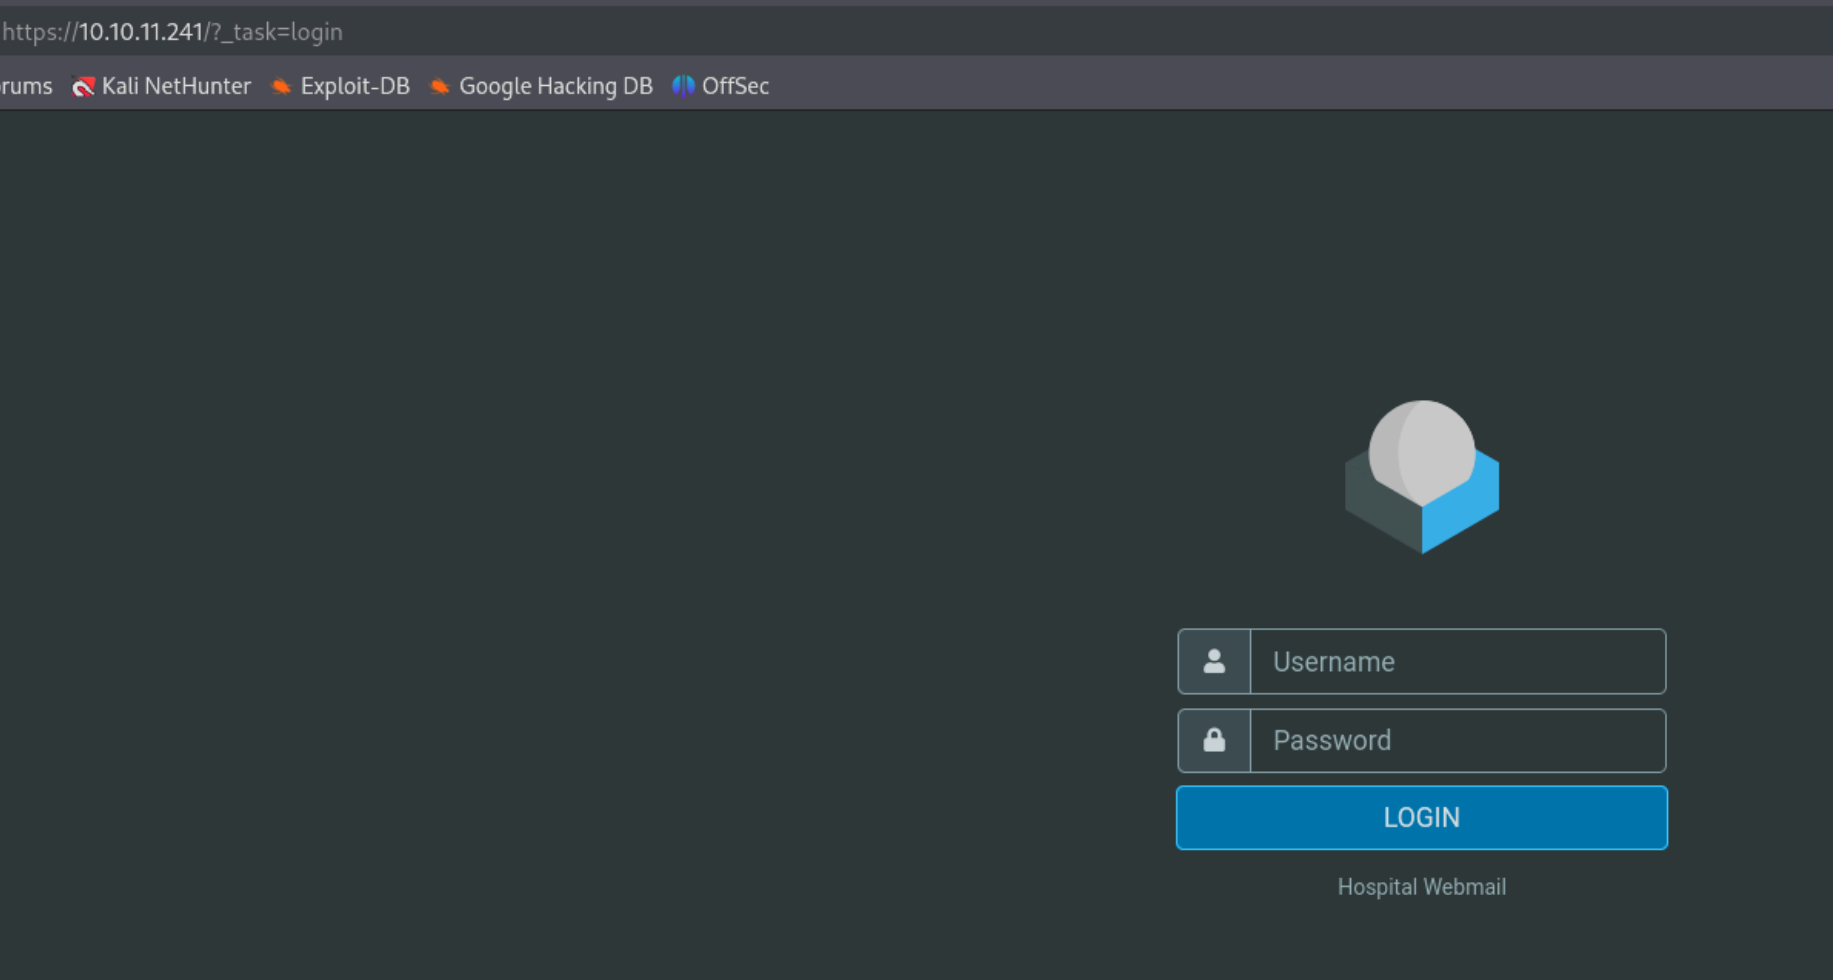 https://10.10.11.241/?_task=login
rums Kali NetHunter Exploit-DB Google Hacking DB OffSec
Username
Password
LOGIN
Hospital Webmail